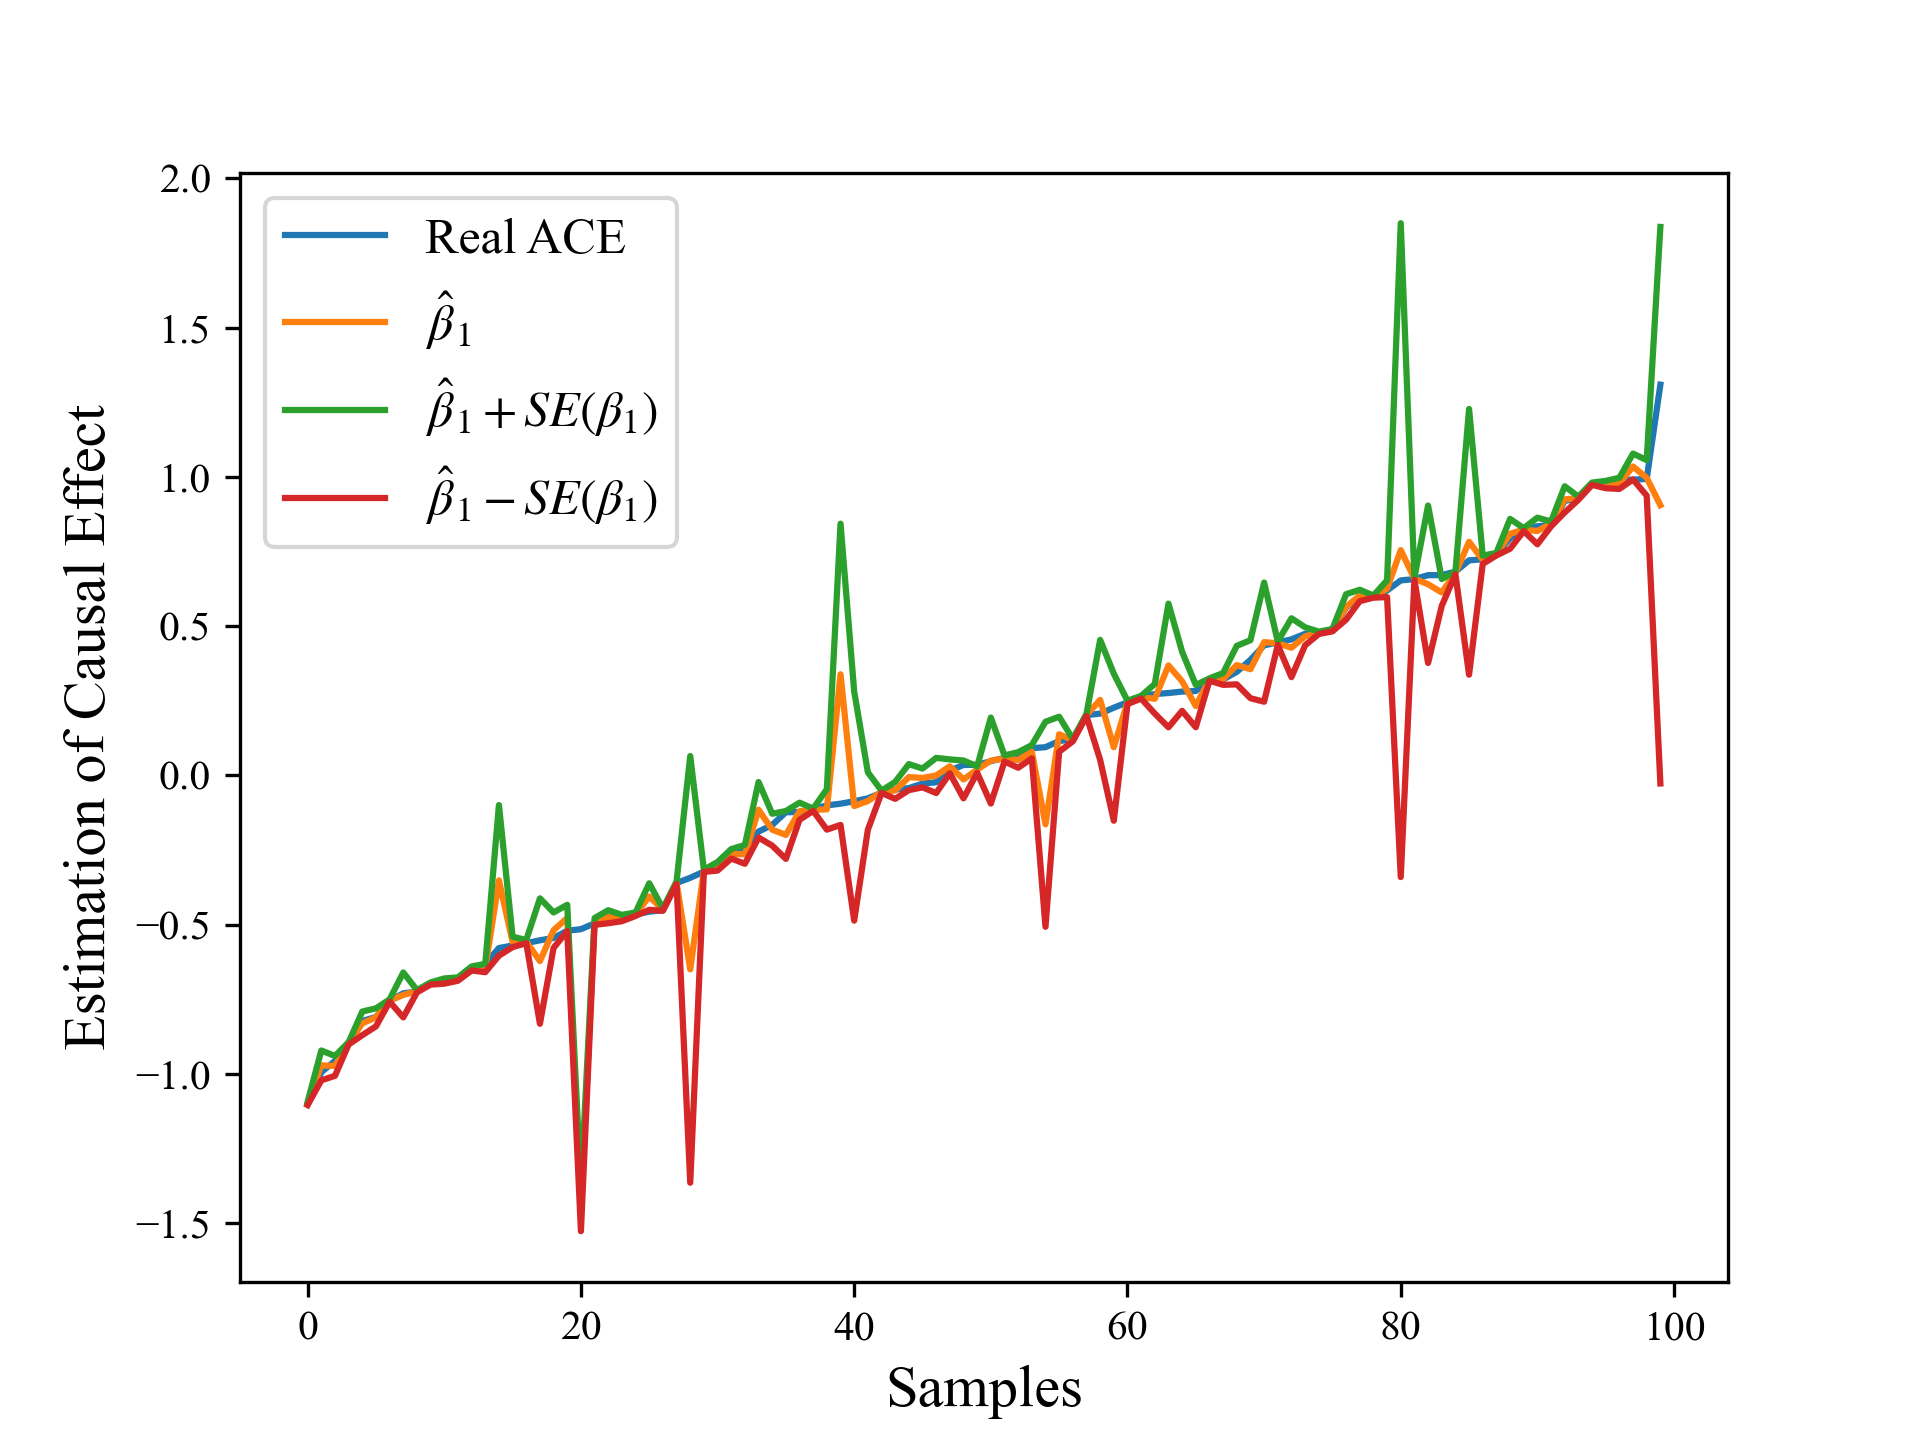 2.0
1.5
1.0
0.5
0.0
−0.5
−1.0
−1.5
Estimation of Causal Effect
Real ACE
β̂₁
β̂₁ + SE(β₁)
β̂₁ − SE(β₁)
0 20 40 60 80 100
Samples